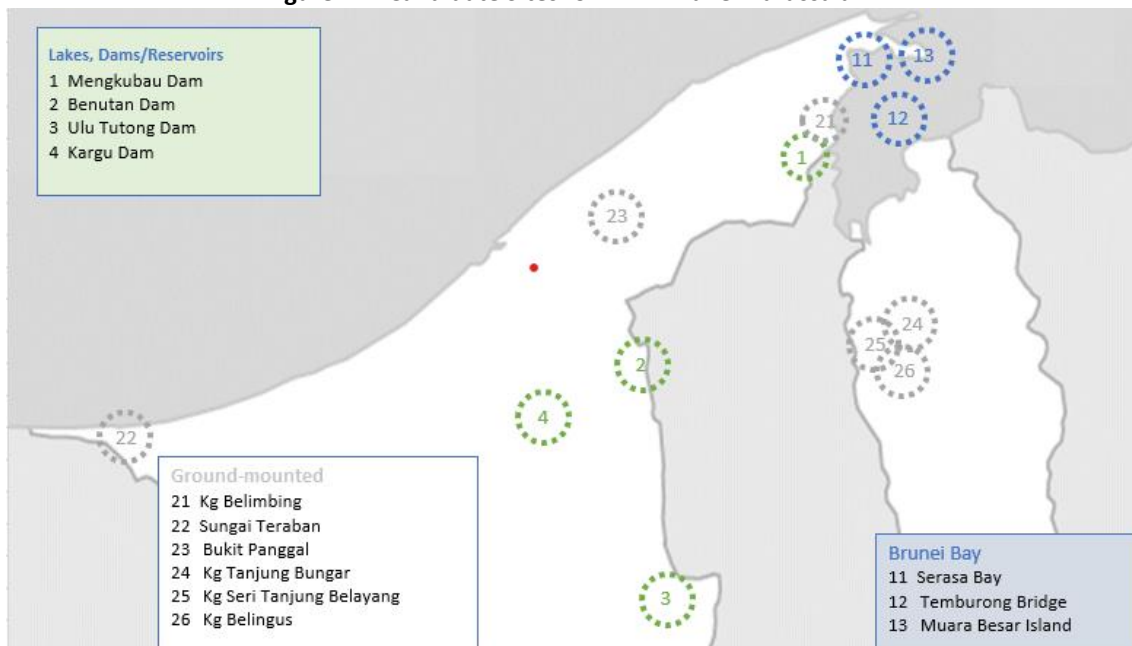 Lakes, Dams/Reservoirs
1 Mengkubau Dam
2 Benutan Dam
3 Ulu Tutong Dam
4 Kargu Dam
11
13
12
21
1
23
2
24
25
26
4
22
3
Ground-mounted
21 Kg Belimbing
22 Sungai Teraban
23 Bukit Panggal
24 Kg Tanjung Bungar
25 Kg Seri Tanjung Belayang
26 Kg Belingus
Brunei Bay
11 Serasa Bay
12 Temburong Bridge
13 Muara Besar Island